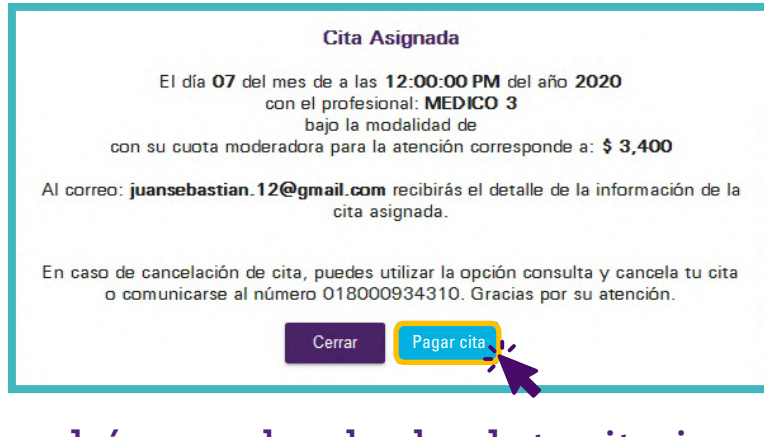 Cita Asignada
El día 07 del mes de a las 12:00:00 PM del año 2020
con el profesional: MEDICO 3
bajo la modalidad de
con su cuota moderadora para la atención corresponde a: $ 3,400
Al correo: juansebastian.12@gmail.com recibirás el detalle de la información de la
cita asignada.
En caso de cancelación de cita, puedes utilizar la opción consulta y cancela tu cita
o comunicarse al número 018000934310. Gracias por su atención.
Cerrar
Pagar cita